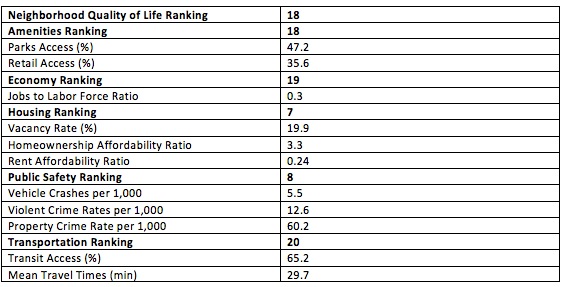 Neighborhood Quality of Life Ranking 18
Amenities Ranking 18
Parks Access (%) 47.2
Retail Access (%) 35.6
Economy Ranking 19
Jobs to Labor Force Ratio 0.3
Housing Ranking 7
Vacancy Rate (%) 19.9
Homeownership Affordability Ratio 3.3
Rent Affordability Ratio 0.24
Public Safety Ranking 8
Vehicle Crashes per 1,000 5.5
Violent Crime Rates per 1,000 12.6
Property Crime Rate per 1,000 60.2
Transportation Ranking 20
Transit Access (%) 65.2
Mean Travel Times (min) 29.7